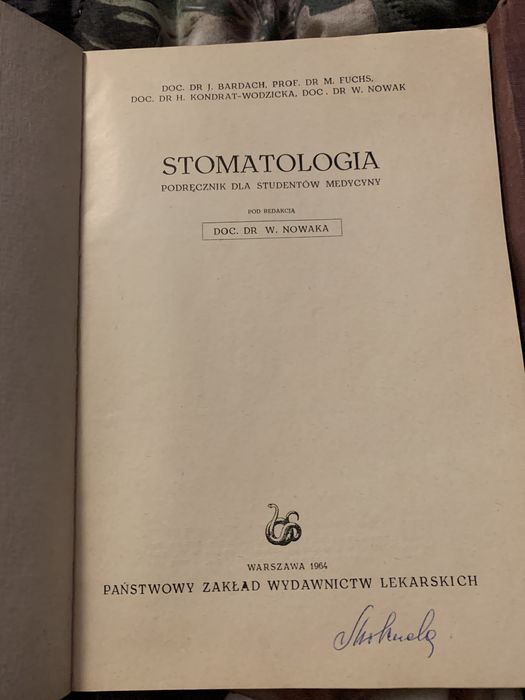 DOC. DR J. BARDACH, PROF. DR M. FUCHS,
DOC. DR H. KONDRAT-WODZICKA, DOC. DR W. NOWAK
STOMATOLOGIA
PODRĘCZNIK DLA STUDENTÓW MEDYCYNY
POD REDAKCJĄ
DOC. DR W. NOWAKA
WARSZAWA 1964
PAŃSTWOWY ZAKŁAD WYDAWNICTW LEKARSKICH